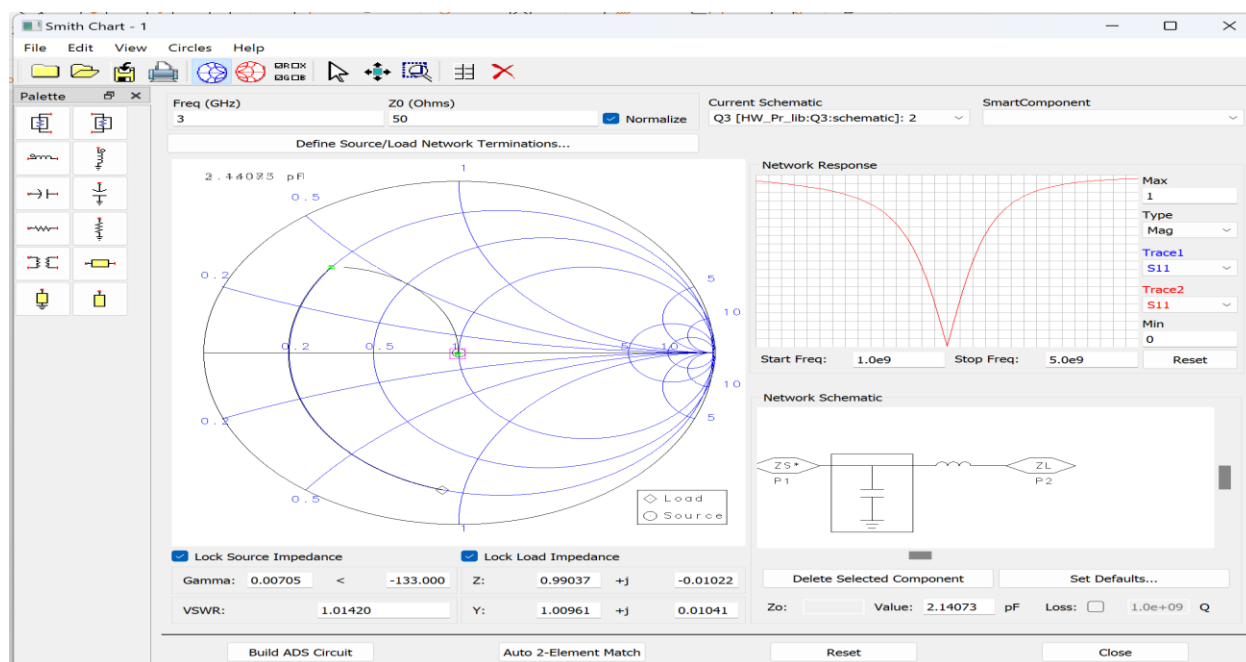 Smith Chart - 1
File Edit View Circles Help
Palette
Freq (GHz) Z0 (Ohms)
3 50 Normalize
Current Schematic SmartComponent
Q3 [HW_Pr_lib:Q3:schematic]: 2
Define Source/Load Network Terminations...
1
0.5
0.2
5
10
0.2 0.5 1 5 10
10
5
0.2
0.5
1
Load
Source
Network Response
Max
1
Type
Mag
Trace1
S11
Trace2
S11
Min
0
Start Freq: 1.0e9 Stop Freq: 5.0e9 Reset
Network Schematic
ZS* ZL
P1 P2
Lock Source Impedance Lock Load Impedance
Gamma: 0.00705 < -133.000 Z: 0.99037 +j -0.01022
VSWR: 1.01420 Y: 1.00961 +j 0.01041
Delete Selected Component Set Defaults...
Zo: Value: 2.14073 pF Loss: 1.0e+09 Q
Build ADS Circuit Auto 2-Element Match Reset Close